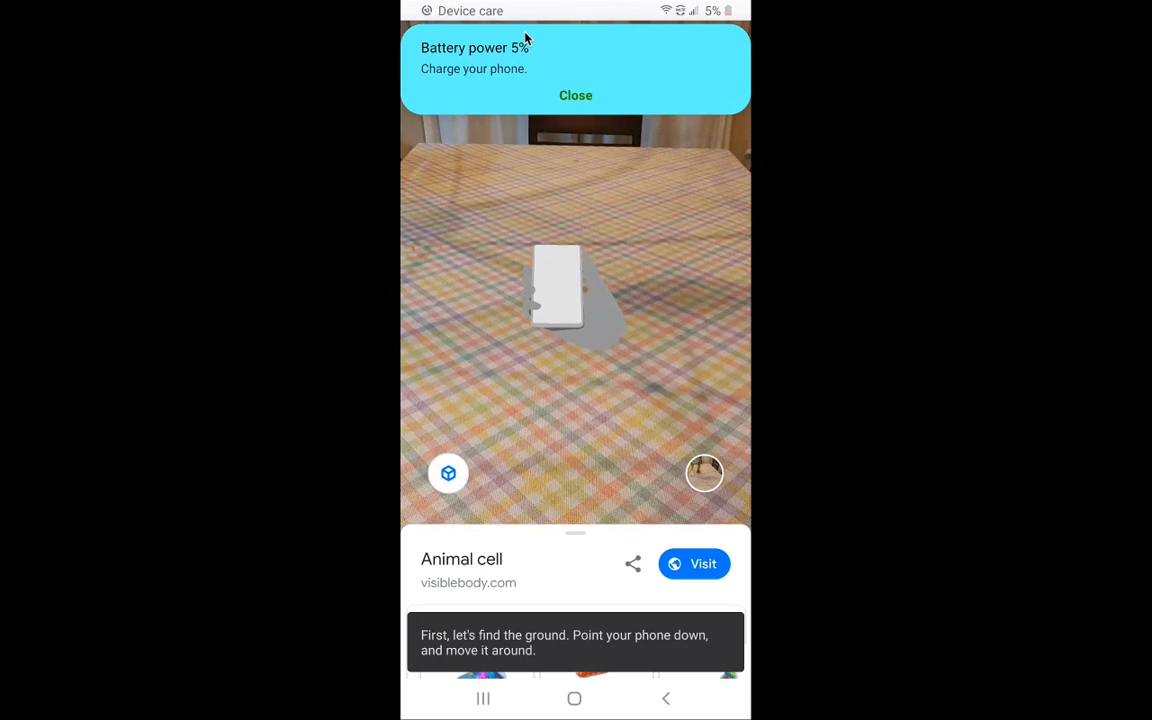 Device care
5%
Battery power 5%
Charge your phone.
Close
Animal cell
visiblebody.com
Visit
First, let's find the ground. Point your phone down,
and move it around.